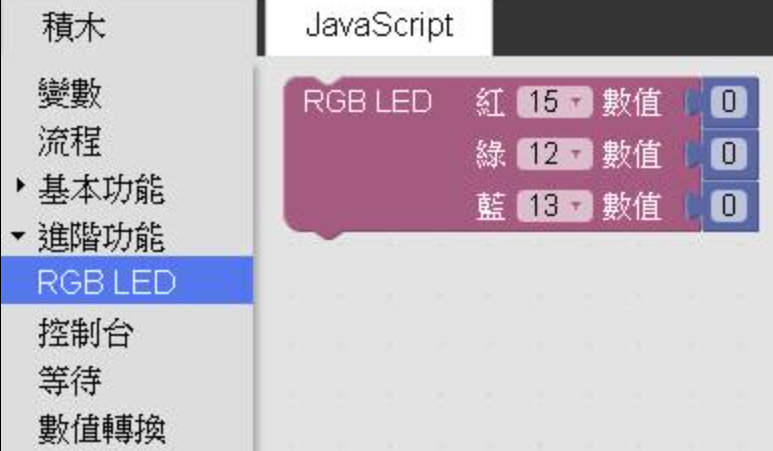 積木
JavaScript
變數
流程
基本功能
進階功能
RGB LED
控制台
等待
數值轉換
RGB LED 紅 15 數值 0
綠 12 數值 0
藍 13 數值 0